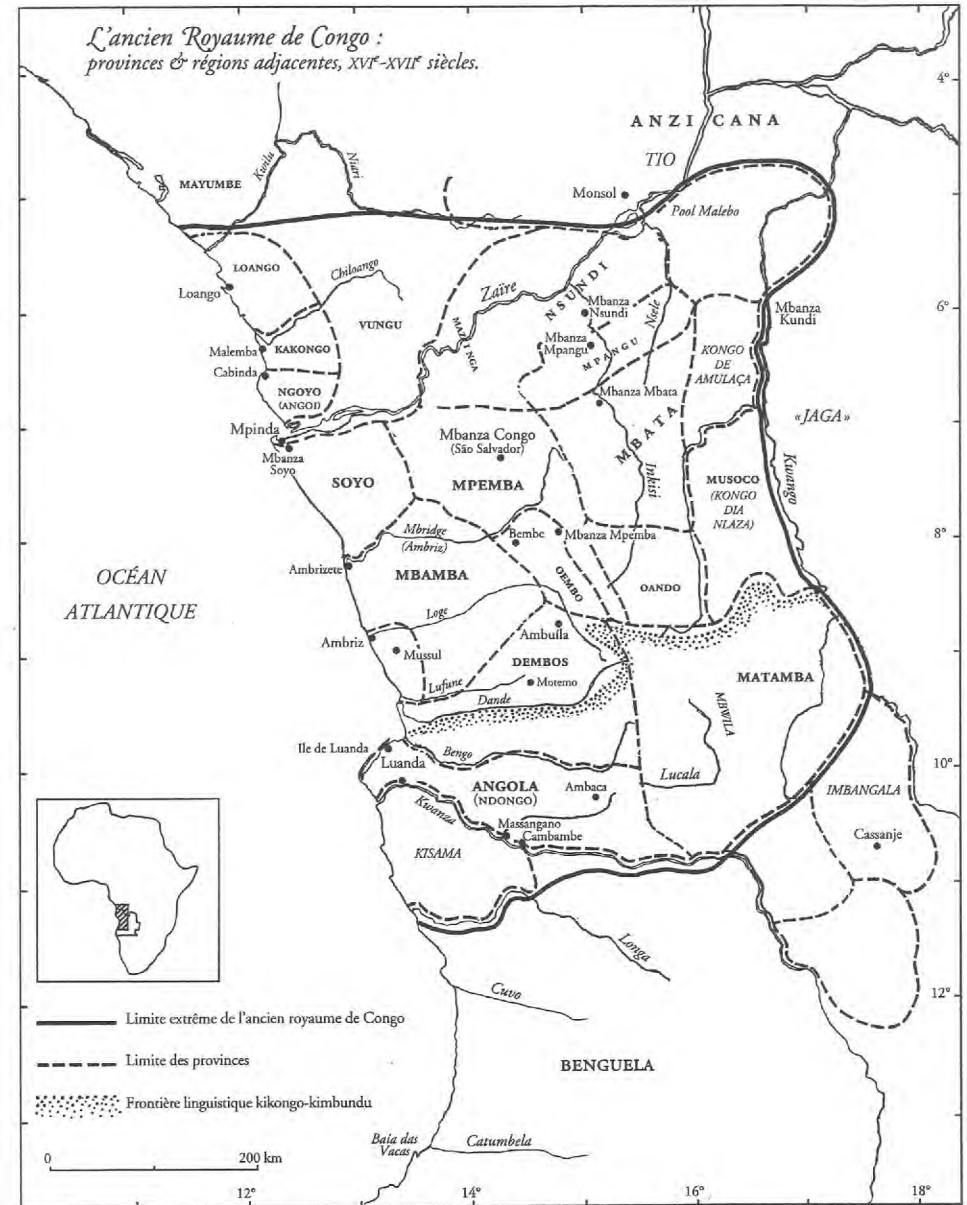 L'ancien Royaume de Congo :
provinces & régions adjacentes, XVIᵉ-XVIIᵉ siècles.
4°
ANZICANA
TIO
Kwilu
Niari
MAYUMBE
Monsol
Pool Malebo
LOANGO
Loango
Chiloango
Zaïre
NSUNDI
Mbanza
Nsundi
Nsele
6°
Mbanza
Kundi
VUNGU
MAZINGA
Mbanza
Mpangu
MPANGU
Malemba
KAKONGO
Cabinda
KONGO
DE
AMULAÇA
NGOYO
(ANGOI)
Mbanza Mbata
«JAGA»
Mpinda
Mbanza
Soyo
Mbanza Congo
(São Salvador)
MBATA
Inkisi
Kwango
SOYO
MPEMBA
MUSOCO
(KONGO
DIA
NLAZA)
Mbridge
(Ambriz)
Bembe
Mbanza Mpemba
8°
Ambrizete
MBAMBA
OEMBO
OANDO
OCÉAN
ATLANTIQUE
Loge
Ambriz
Mussul
Ambuíla
DEMBOS
Motemo
Lufune
Dande
MATAMBA
MBWILA
Ile de Luanda
Luanda
Bengo
Lucala
10°
ANGOLA
(NDONGO)
Ambaca
IMBANGALA
Kwanza
Massangano
Cambambe
Cassanje
KISAMA
Longa
Cuvo
12°
Limite extrême de l'ancien royaume de Congo
Limite des provinces
Frontière linguistique kikongo-kimbundu
BENGUELA
Baia das
Vacas
Catumbela
0
200 km
12°
14°
16°
18°